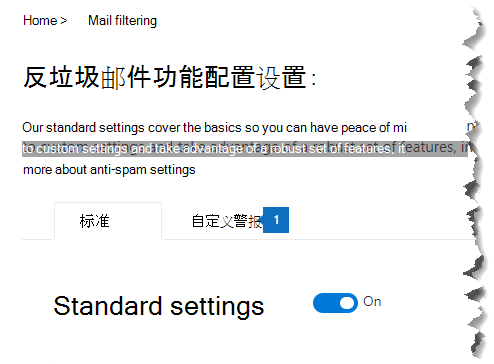 Home > Mail filtering
反垃圾邮件功能配置设置:
Our standard settings cover the basics so you can have peace of mi
to custom settings and take advantage of a robust set of features, it
more about anti-spam settings
标准 自定义警报 1
Standard settings On